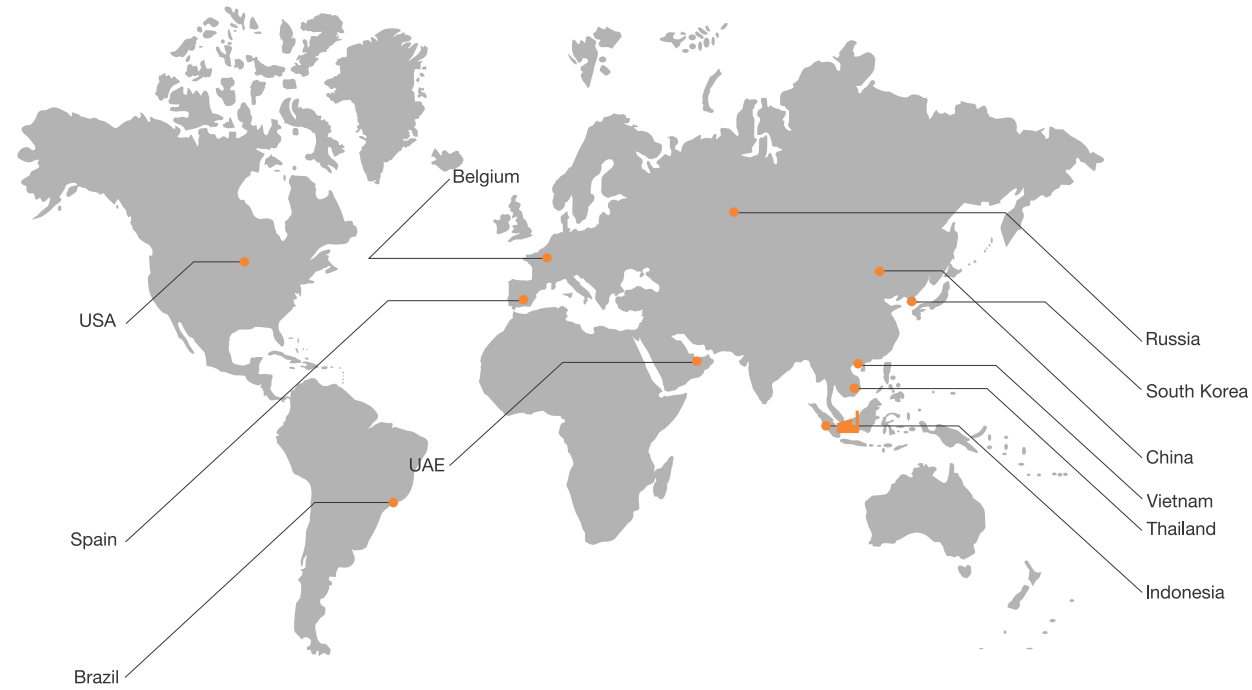 Belgium
USA
Russia
South Korea
China
UAE
Vietnam
Thailand
Spain
Indonesia
Brazil